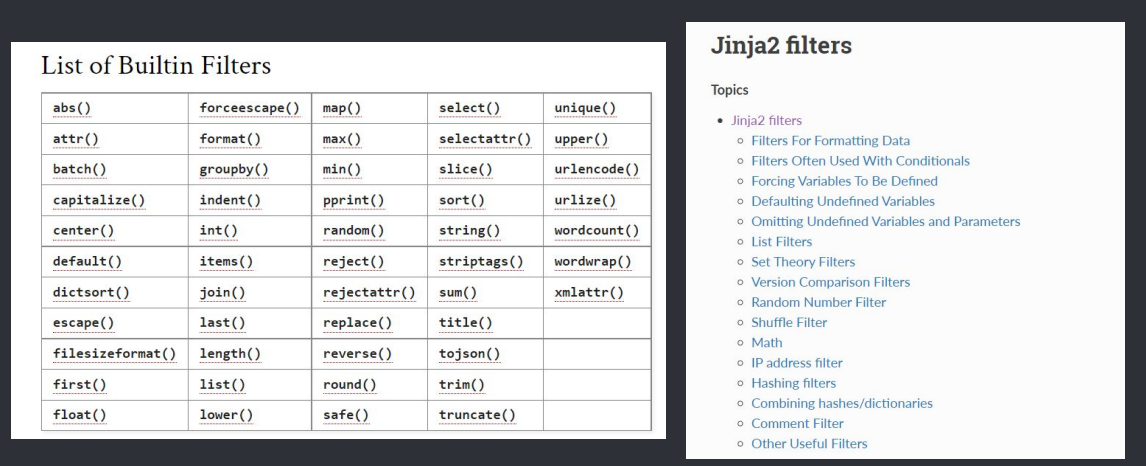 List of Builtin Filters
abs() forceescape() map() select() unique()
attr() format() max() selectattr() upper()
batch() groupby() min() slice() urlencode()
capitalize() indent() pprint() sort() urlize()
center() int() random() string() wordcount()
default() items() reject() striptags() wordwrap()
dictsort() join() rejectattr() sum() xmlattr()
escape() last() replace() title()
filesizeformat() length() reverse() tojson()
first() list() round() trim()
float() lower() safe() truncate()
Jinja2 filters
Topics
Jinja2 filters
Filters For Formatting Data
Filters Often Used With Conditionals
Forcing Variables To Be Defined
Defaulting Undefined Variables
Omitting Undefined Variables and Parameters
List Filters
Set Theory Filters
Version Comparison Filters
Random Number Filter
Shuffle Filter
Math
IP address filter
Hashing filters
Combining hashes/dictionaries
Comment Filter
Other Useful Filters